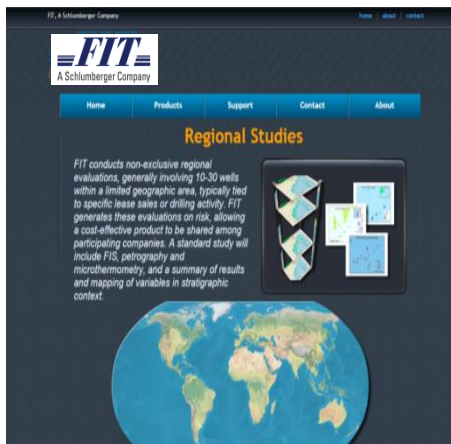 FIT, A Schlumberger Company
home | about | contact
FIT
A Schlumberger Company
Home Products Support Contact About
Regional Studies
FIT conducts non-exclusive regional
evaluations, generally involving 10-30 wells
within a limited geographic area, typically tied
to specific lease sales or drilling activity. FIT
generates these evaluations on risk, allowing
a cost-effective product to be shared among
participating companies. A standard study will
include FIS, petrography and
microthermometry, and a summary of results
and mapping of variables in stratigraphic
context.